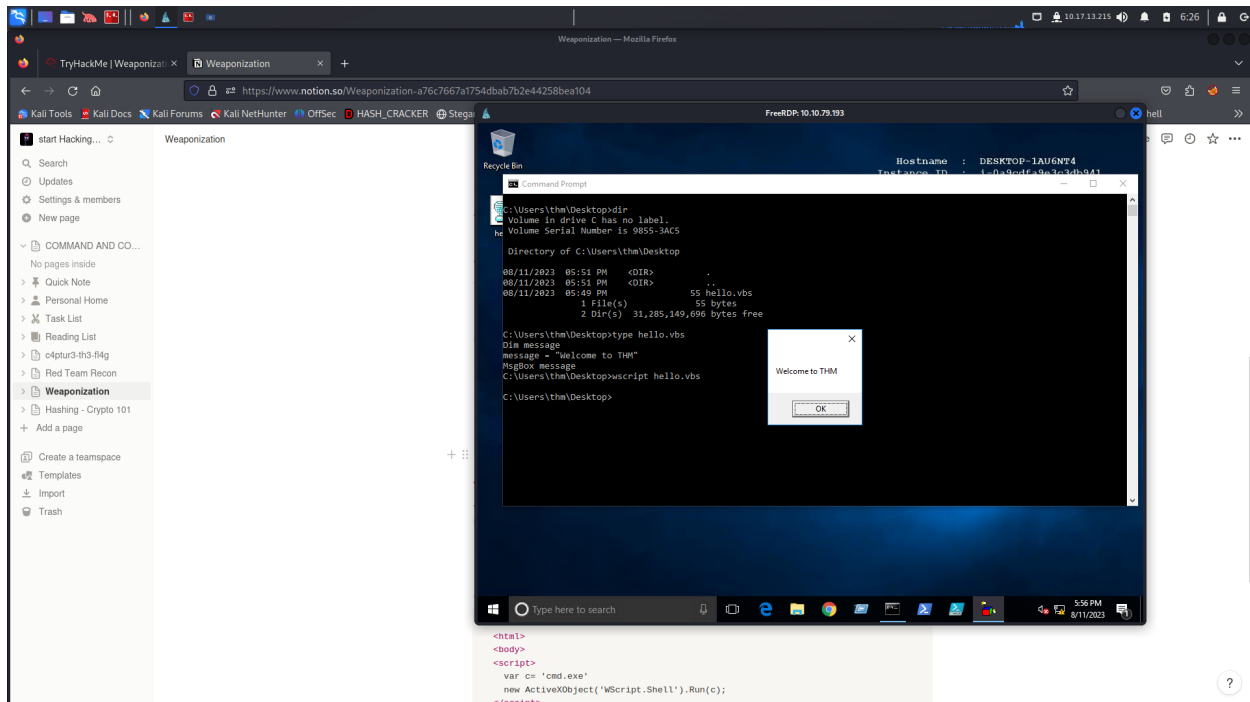 10.17.13.215 6:26
Weaponization — Mozilla Firefox
TryHackMe | Weaponizati
Weaponization
https://www.notion.so/Weaponization-a76c7667a1754dbab7b2e44258bea104
Kali Tools Kali Docs Kali Forums Kali NetHunter OffSec HASH_CRACKER Stega hell
start Hacking...
Weaponization
Search
Updates
Settings & members
New page
COMMAND AND CO...
No pages inside
Quick Note
Personal Home
Task List
Reading List
c4ptur3-th3-fl4g
Red Team Recon
Weaponization
Hashing - Crypto 101
Add a page
Create a teamspace
Templates
Import
Trash
FreeRDP: 10.10.79.193
Recycle Bin
he
Hostname : DESKTOP-1AU6NT4
Instance ID : i-0a9cdfa9e3c3db941
Command Prompt
C:\Users\thm\Desktop>dir
Volume in drive C has no label.
Volume Serial Number is 9855-3AC5
Directory of C:\Users\thm\Desktop
08/11/2023 05:51 PM <DIR> .
08/11/2023 05:51 PM <DIR> ..
08/11/2023 05:49 PM 55 hello.vbs
1 File(s) 55 bytes
2 Dir(s) 31,285,149,696 bytes free
C:\Users\thm\Desktop>type hello.vbs
Dim message
message = "Welcome to THM"
MsgBox message
C:\Users\thm\Desktop>wscript hello.vbs
C:\Users\thm\Desktop>
Welcome to THM
OK
Type here to search
5:56 PM
8/11/2023
<html>
<body>
<script>
var c= 'cmd.exe'
new ActiveXObject('WScript.Shell').Run(c);
</script>